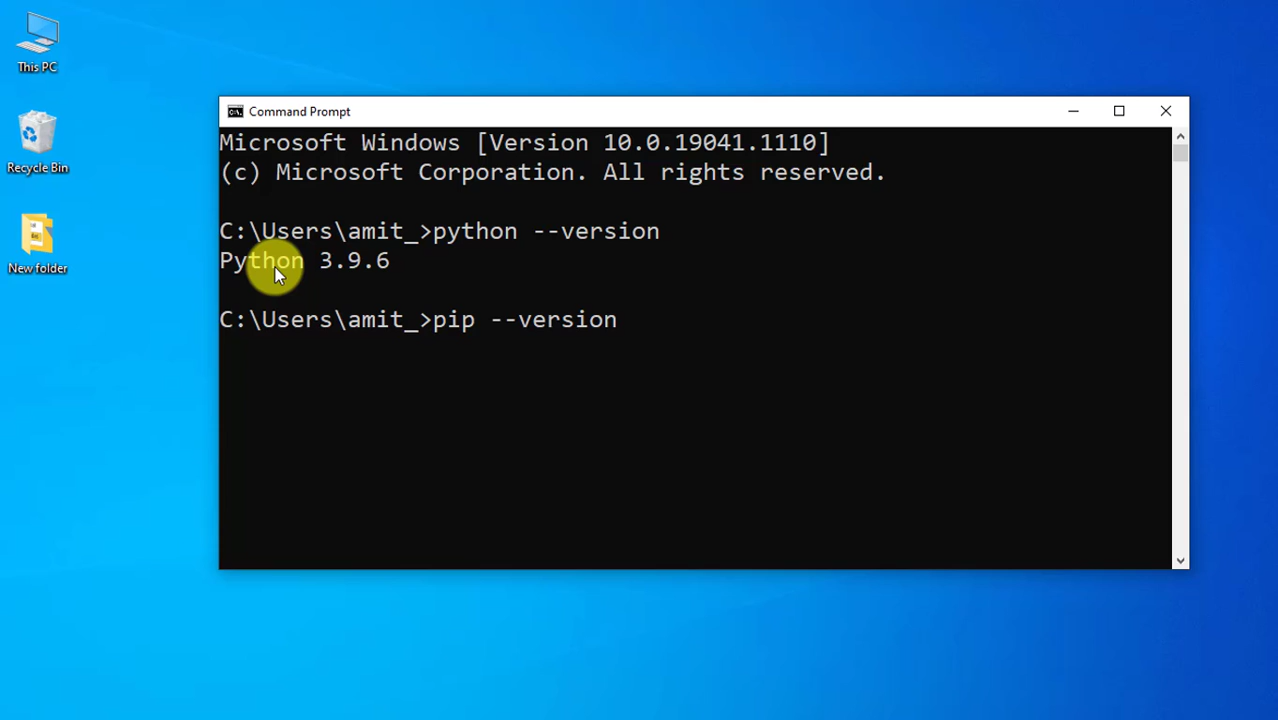 This PC
Recycle Bin
New folder
Command Prompt
Microsoft Windows [Version 10.0.19041.1110]
(c) Microsoft Corporation. All rights reserved.
C:\Users\amit_>python --version
Python 3.9.6
C:\Users\amit_>pip --version